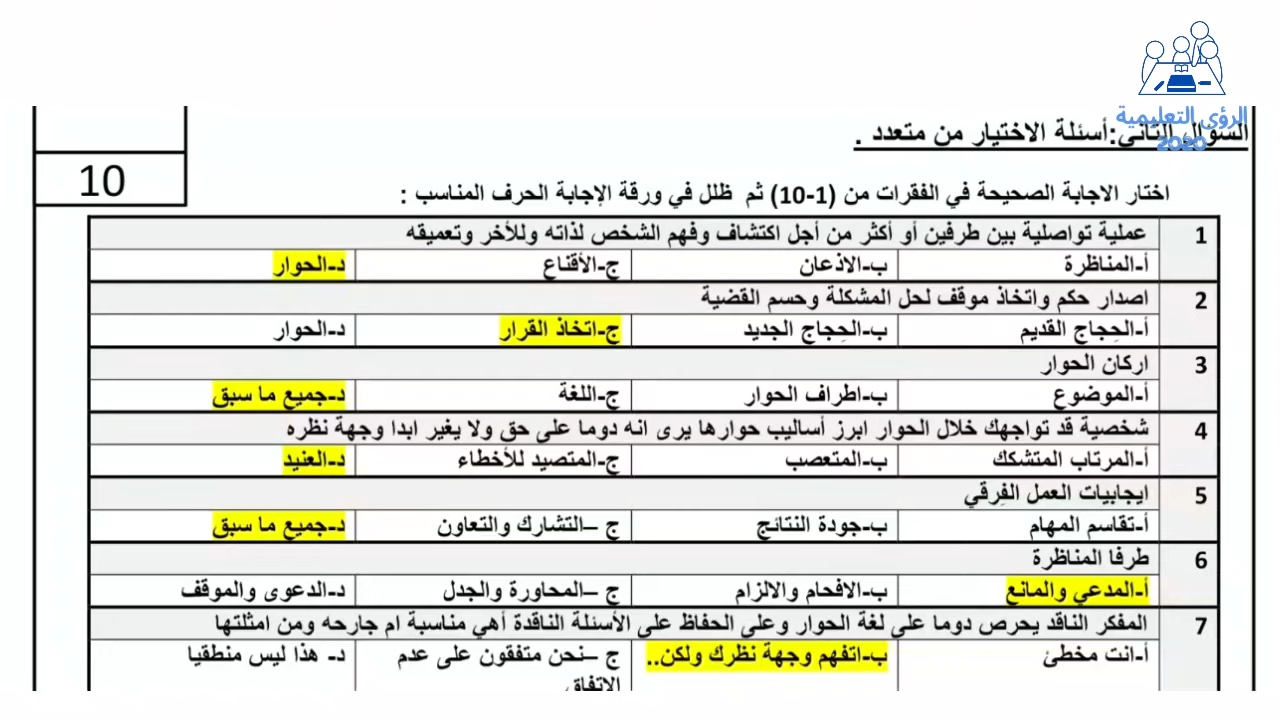 الرؤى التعليمية
2020
السؤال الثاني:أسئلة الاختيار من متعدد .
10
اختار الاجابة الصحيحة في الفقرات من (1-10) ثم ظلل في ورقة الإجابة الحرف المناسب :
1 عملية تواصلية بين طرفين أو أكثر من أجل اكتشاف وفهم الشخص لذاته وللأخر وتعميقه
أ-المناظرة ب-الاذعان ج-الأقناع د-الحوار
2 اصدار حكم واتخاذ موقف لحل المشكلة وحسم القضية
أ-الحِجاج القديم ب-الحِجاج الجديد ج-اتخاذ القرار د-الحوار
3 اركان الحوار
أ-الموضوع ب-اطراف الحوار ج-اللغة د-جميع ما سبق
4 شخصية قد تواجهك خلال الحوار ابرز أساليب حوارها يرى انه دوما على حق ولا يغير ابدا وجهة نظره
أ-المرتاب المتشكك ب-المتعصب ج-المتصيد للأخطاء د-العنيد
5 ايجابيات العمل الفِرقي
أ-تقاسم المهام ب-جودة النتائج ج –التشارك والتعاون د-جميع ما سبق
6 طرفا المناظرة
أ-المدعي والمانع ب-الافحام والالزام ج –المحاورة والجدل د-الدعوى والموقف
7 المفكر الناقد يحرص دوما على لغة الحوار وعلى الحفاظ على الأسئلة الناقدة أهي مناسبة ام جارحه ومن امثلتها
أ-انت مخطئ ب-اتفهم وجهة نظرك ولكن.. ج –نحن متفقون على عدم د- هذا ليس منطقيا
الاتفاق